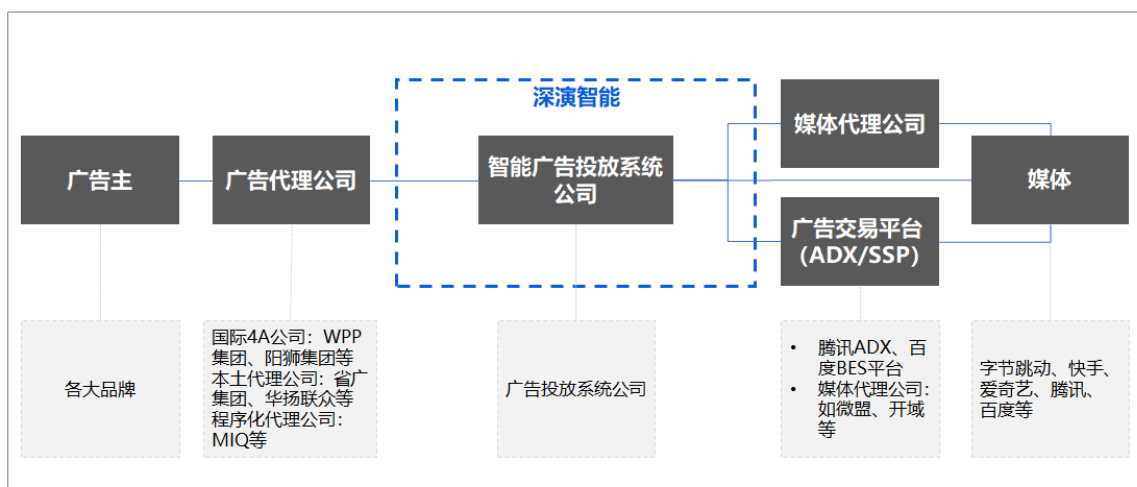 深演智能
广告主
广告代理公司
智能广告投放系统
公司
媒体代理公司
广告交易平台
（ADX/SSP）
媒体
各大品牌
国际4A公司：WPP
集团、阳狮集团等
本土代理公司：省广
集团、华扬联众等
程序化代理公司：
MIQ等
广告投放系统公司
• 腾讯ADX、百
度BES平台
• 媒体代理公司：
如微盟、开域
等
字节跳动、快手、
爱奇艺、腾讯、
百度等